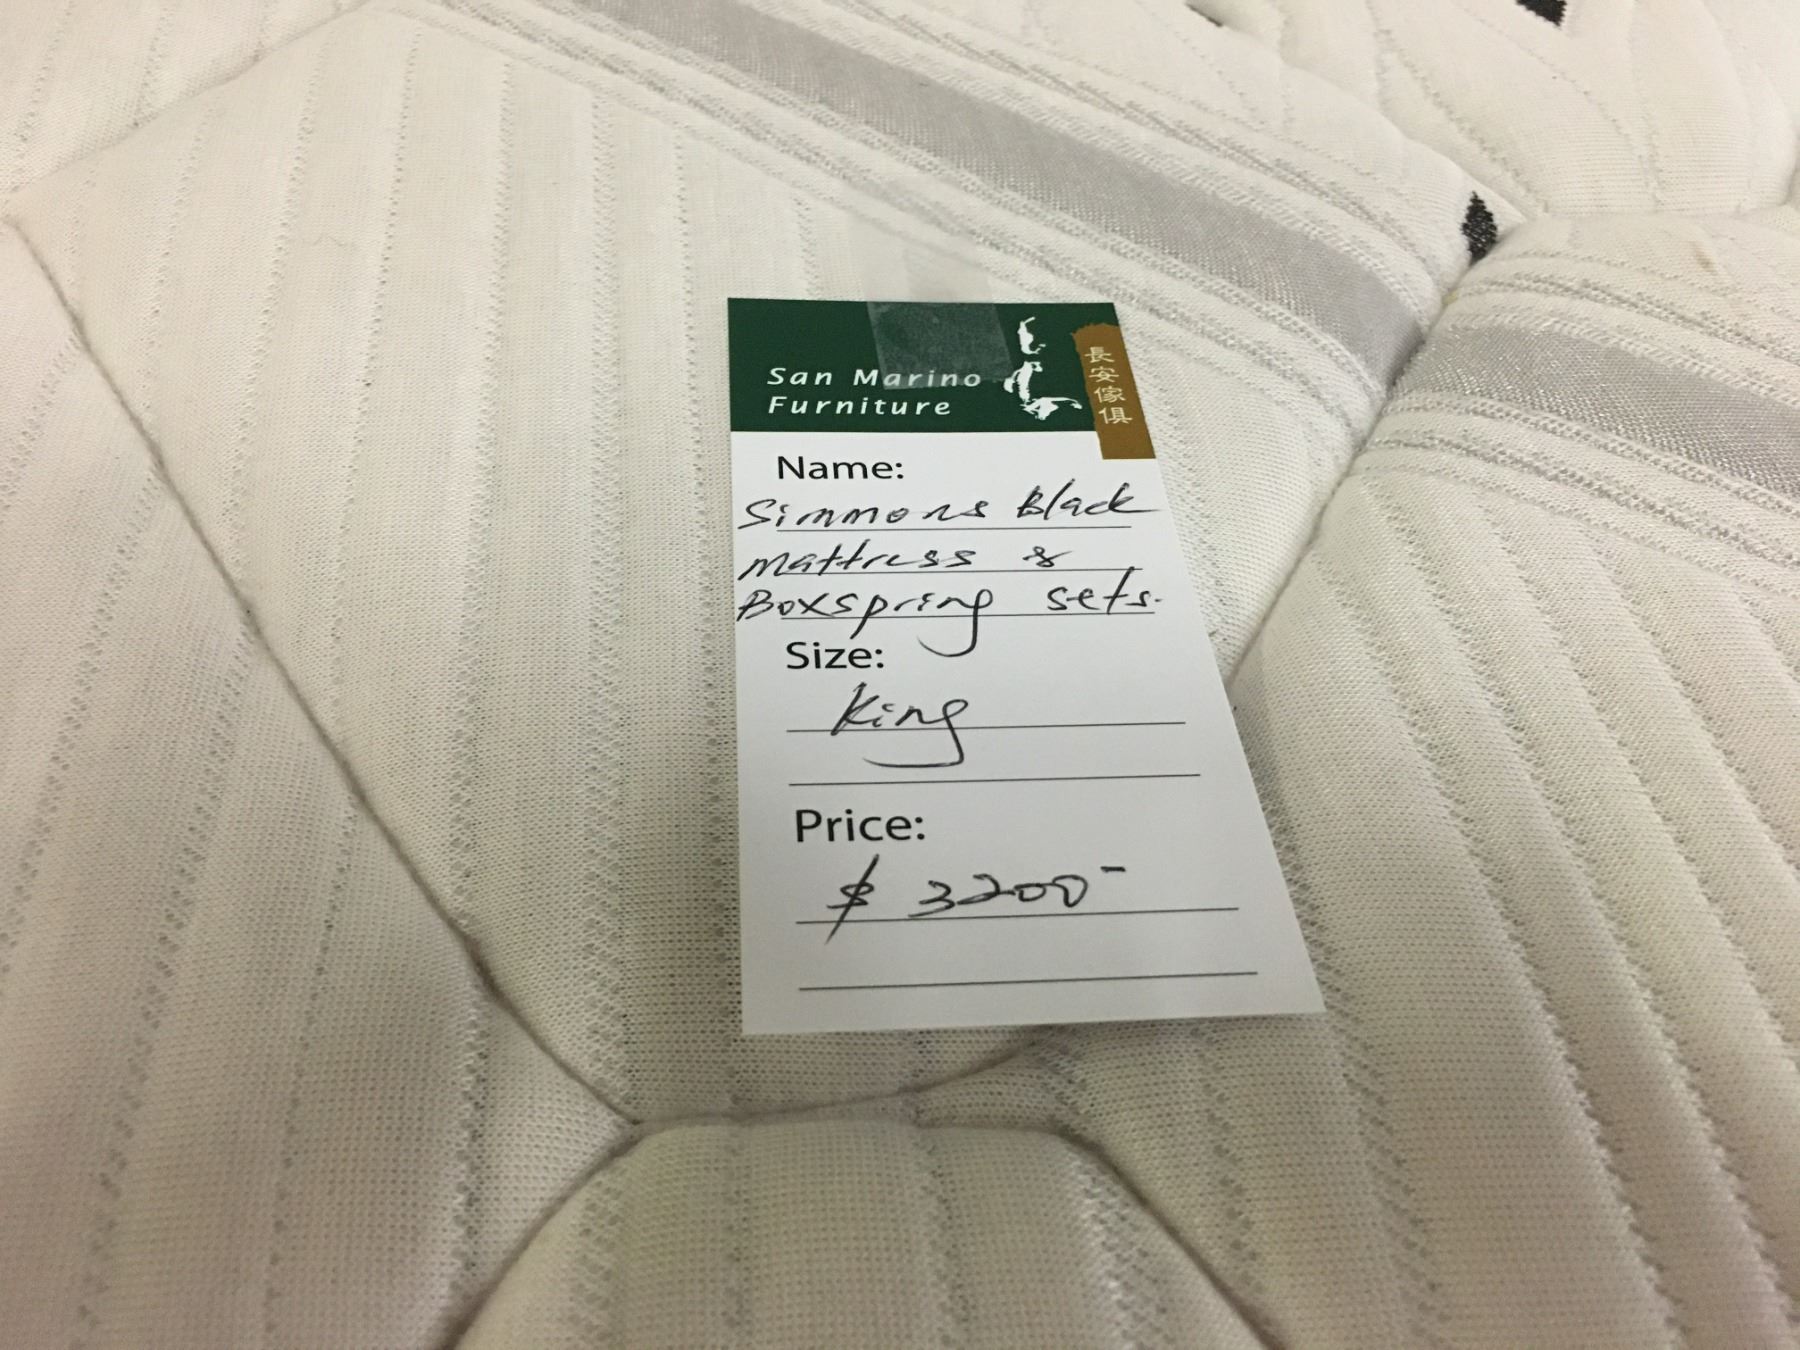 San Marino
Furniture
長安傢俱
Name:
Simmons Black
mattress &
Boxspring sets.
Size:
King
Price:
$ 3200-